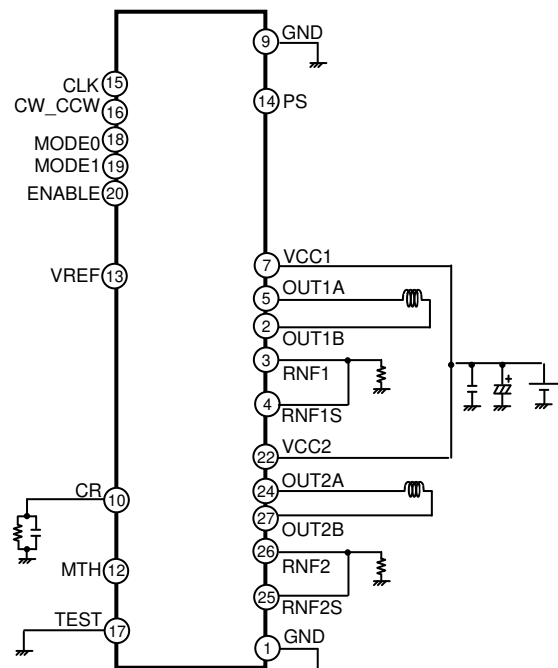 9 GND
15 CLK
14 PS
CW_CCW 16
MODE0 18
MODE1 19
ENABLE 20
7 VCC1
VREF 13
5 OUT1A
2 OUT1B
3 RNF1
4 RNF1S
+
22 VCC2
CR 10
24 OUT2A
27 OUT2B
26 RNF2
MTH 12
25 RNF2S
TEST 17
1 GND